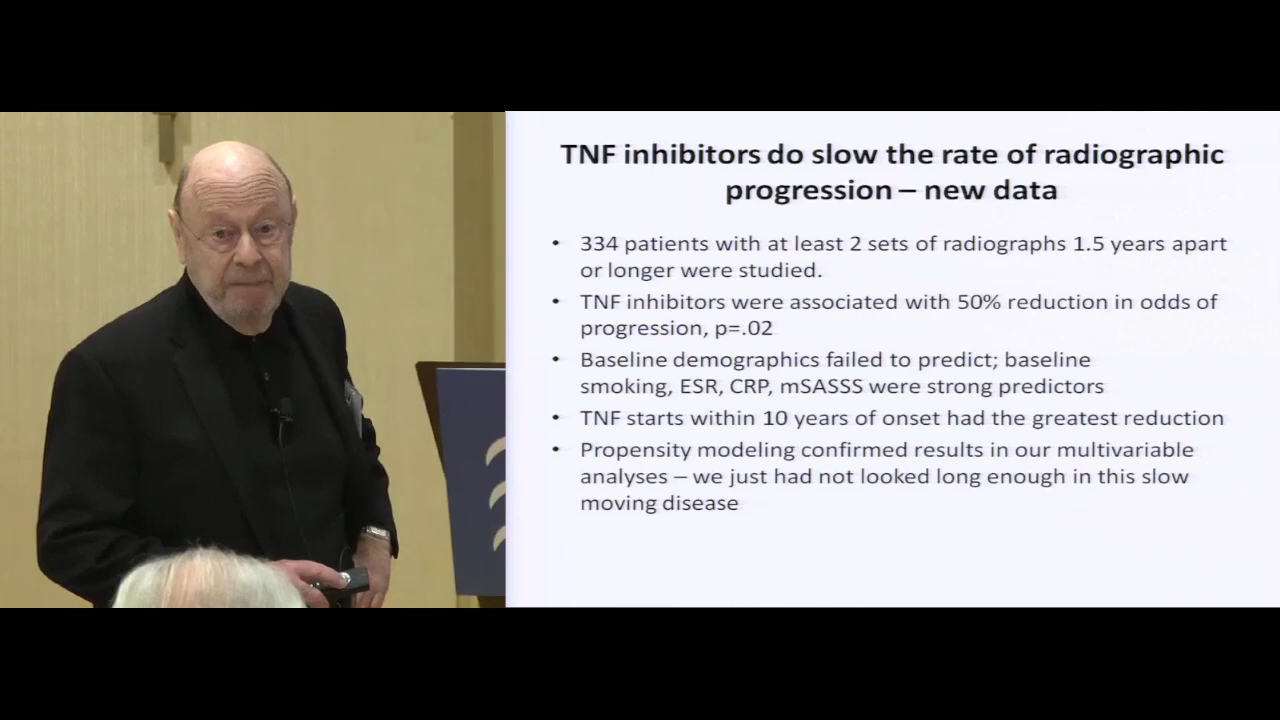 TNF inhibitors do slow the rate of radiographic
progression – new data
• 334 patients with at least 2 sets of radiographs 1.5 years apart
or longer were studied.
• TNF inhibitors were associated with 50% reduction in odds of
progression, p=.02
• Baseline demographics failed to predict; baseline
smoking, ESR, CRP, mSASSS were strong predictors
• TNF starts within 10 years of onset had the greatest reduction
• Propensity modeling confirmed results in our multivariable
analyses – we just had not looked long enough in this slow
moving disease